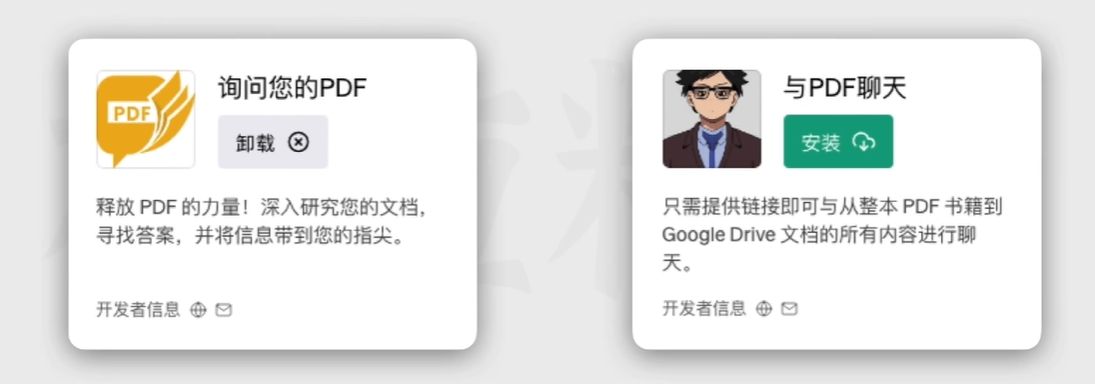 PDF
询问您的PDF
卸载
释放 PDF 的力量！深入研究您的文档，
寻找答案，并将信息带到您的指尖。
开发者信息
与PDF聊天
安装
只需提供链接即可与从整本 PDF 书籍到
Google Drive 文档的所有内容进行聊
天。
开发者信息